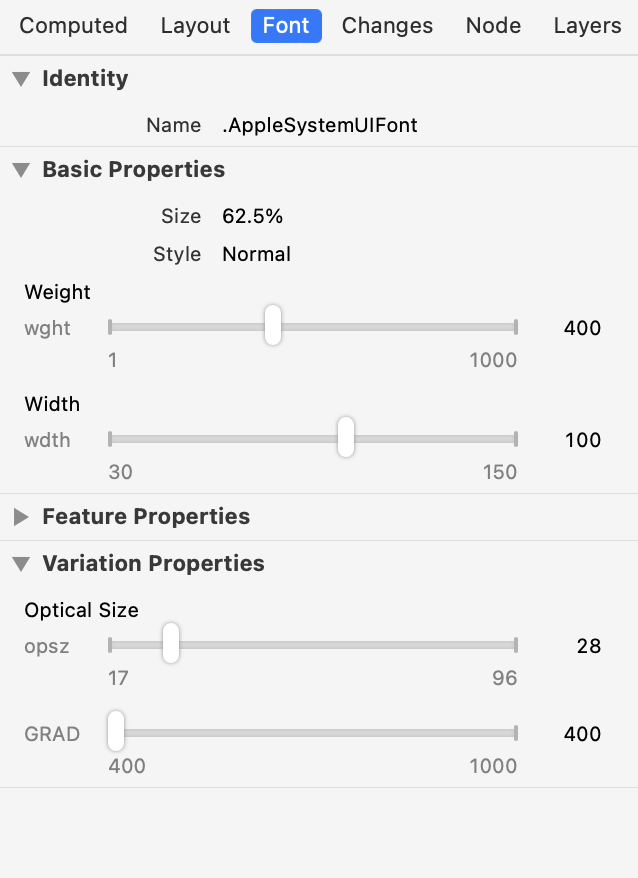 Computed Layout Font Changes Node Layers
Identity
Name .AppleSystemUIFont
Basic Properties
Size 62.5%
Style Normal
Weight
wght 400
1 1000
Width
wdth 100
30 150
Feature Properties
Variation Properties
Optical Size
opsz 28
17 96
GRAD 400
400 1000